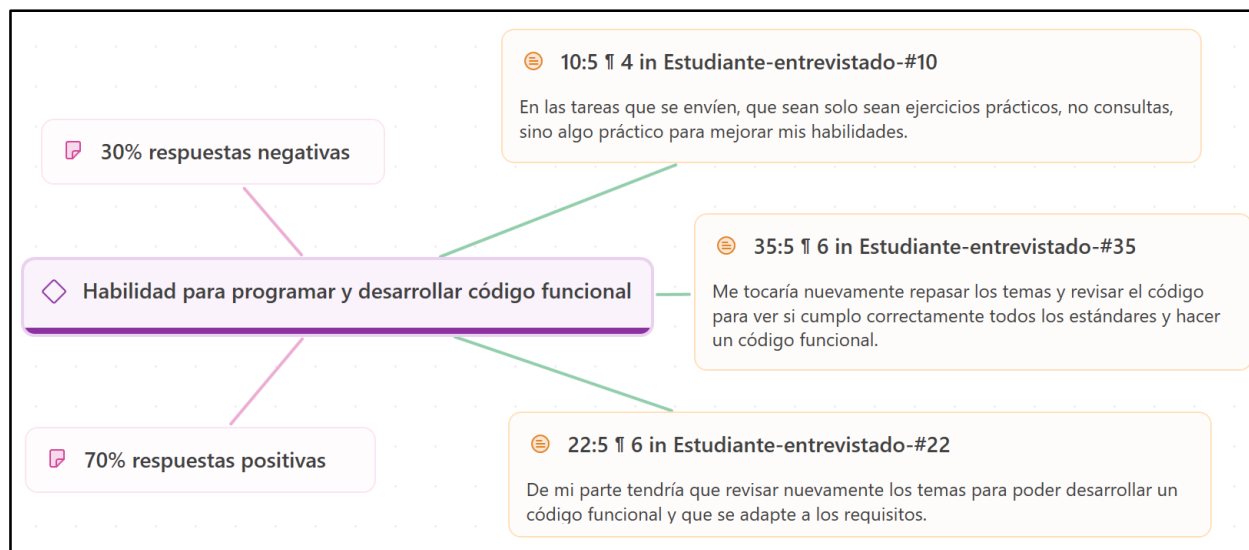 10:5 ¶ 4 in Estudiante-entrevistado-#10
En las tareas que se envíen, que sean solo sean ejercicios prácticos, no consultas,
sino algo práctico para mejorar mis habilidades.
30% respuestas negativas
35:5 ¶ 6 in Estudiante-entrevistado-#35
Me tocaría nuevamente repasar los temas y revisar el código
para ver si cumplo correctamente todos los estándares y hacer
un código funcional.
Habilidad para programar y desarrollar código funcional
22:5 ¶ 6 in Estudiante-entrevistado-#22
De mi parte tendría que revisar nuevamente los temas para poder desarrollar un
código funcional y que se adapte a los requisitos.
70% respuestas positivas